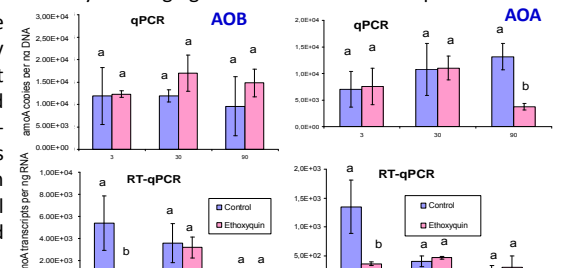 qPCR AOB
amoA copies per ng DNA
3,00E+04
2,50E+04
2,00E+04
1,50E+04
1,00E+04
5,00E+03
0,00E+00
a a a a a a
3 30 90
qPCR AOA
2,0E+04
1,5E+04
1,0E+04
5,0E+03
0,0E+00
a a a a a b
3 30 90
RT-qPCR
moA transcripts per ng RNA
1,00E+04
8,00E+03
6,00E+03
4,00E+03
2,00E+03
a b a a a a
Control
Ethoxyquin
RT-qPCR
2,0E+03
1,5E+03
1,0E+03
5,0E+02
a b a a a a
Control
Ethoxyquin